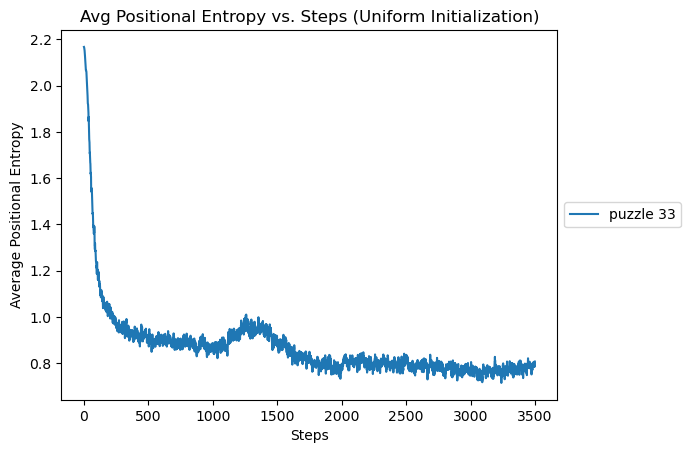 Avg Positional Entropy vs. Steps (Uniform Initialization)
2.2
2.0
1.8
1.6
1.4
1.2
1.0
0.8
Average Positional Entropy
puzzle 33
0 500 1000 1500 2000 2500 3000 3500
Steps